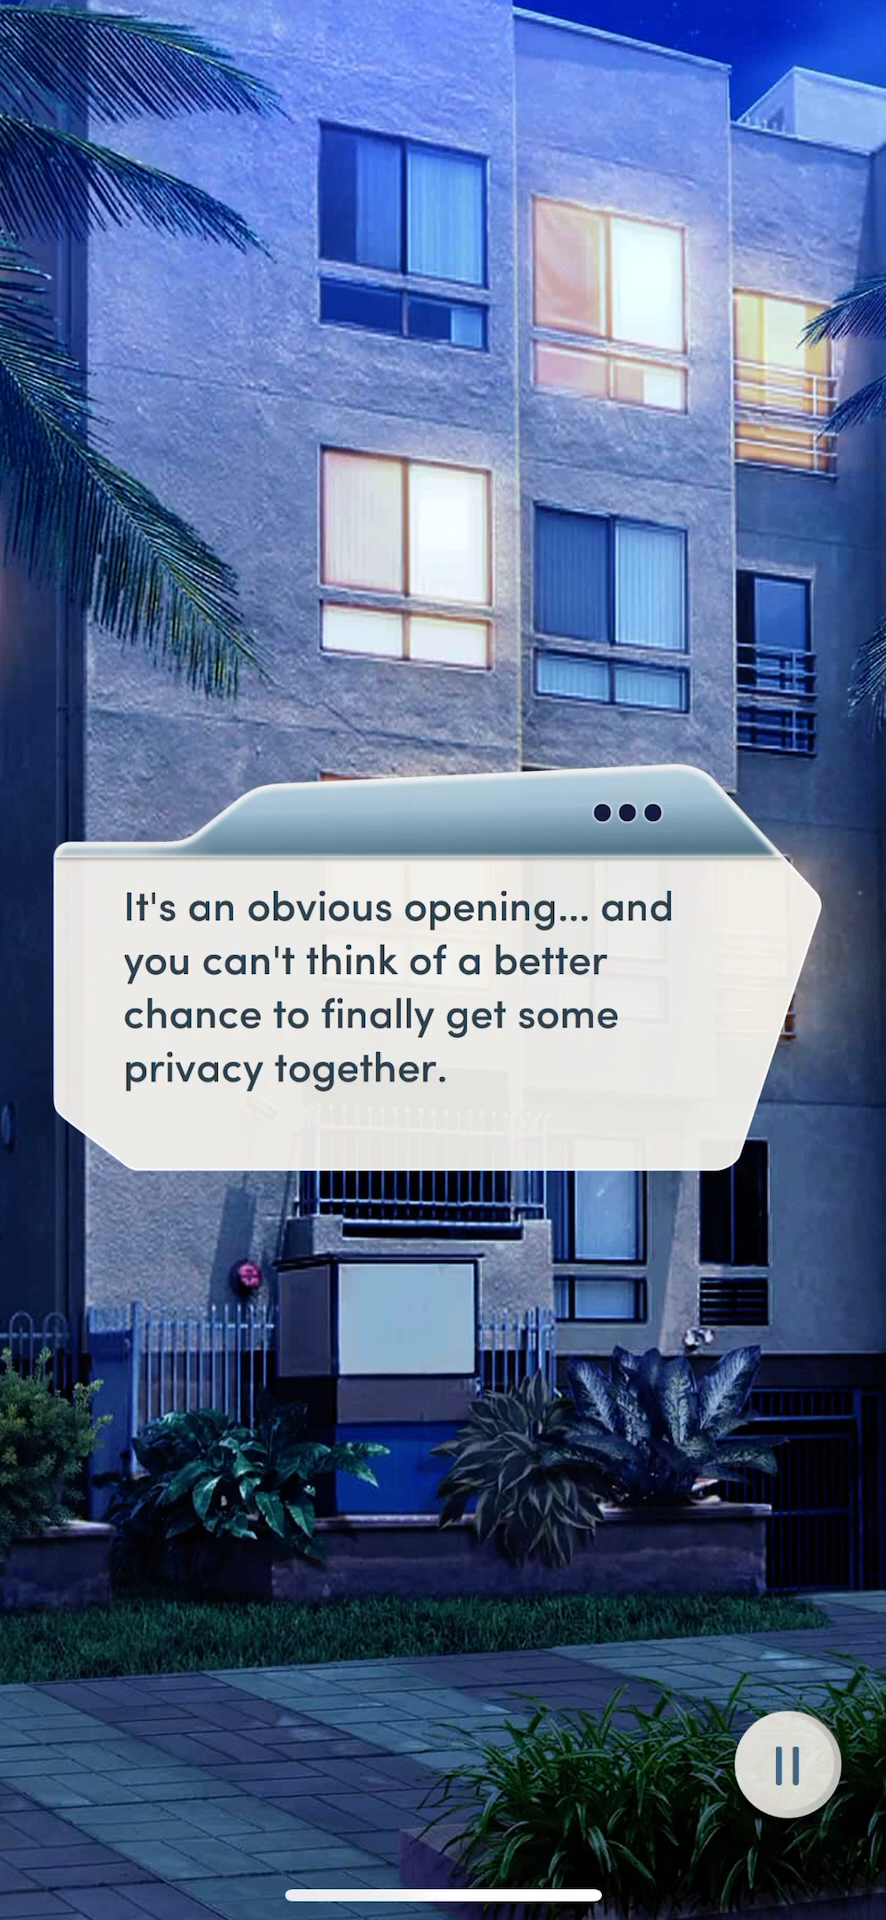 It's an obvious opening... and
you can't think of a better
chance to finally get some
privacy together.